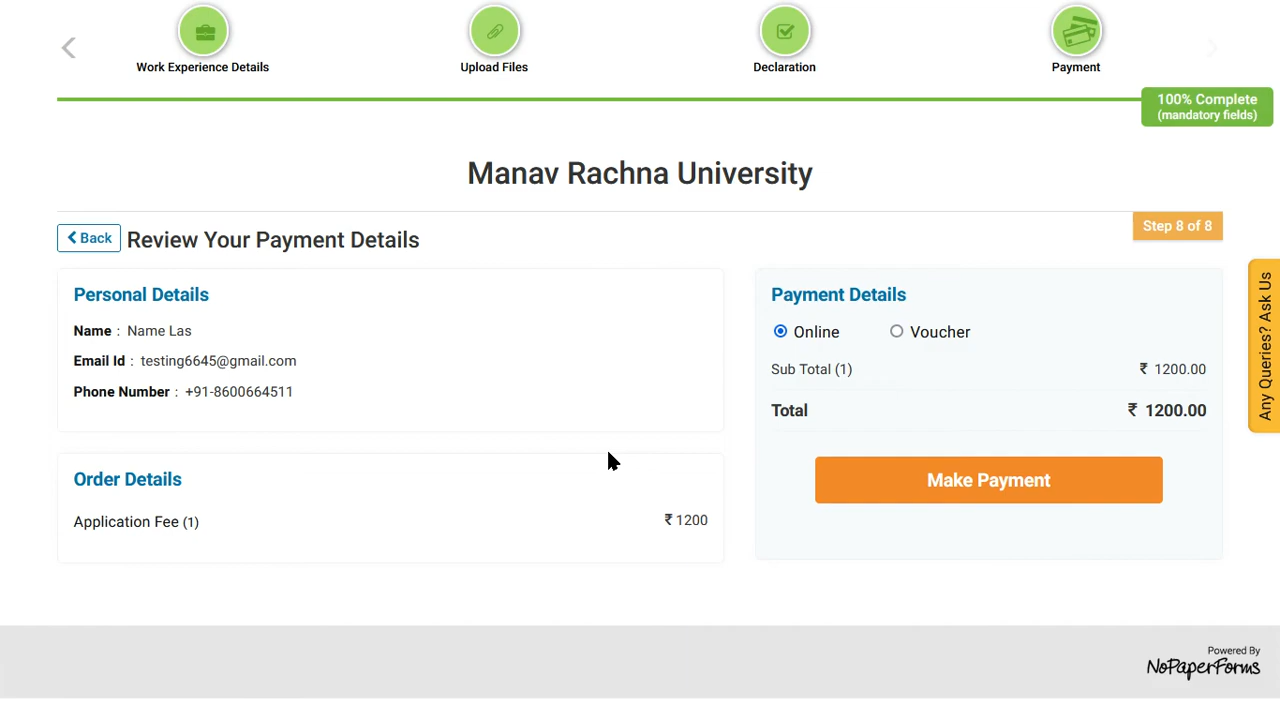 Work Experience Details
Upload Files
Declaration
Payment
100% Complete
(mandatory fields)
Manav Rachna University
Back
Review Your Payment Details
Step 8 of 8
Personal Details
Name : Name Las
Email Id : testing6645@gmail.com
Phone Number : +91-8600664511
Order Details
Application Fee (1) ₹ 1200
Payment Details
Online Voucher
Sub Total (1) ₹ 1200.00
Total ₹ 1200.00
Make Payment
Any Queries? Ask Us
Powered By
NoPaperForms